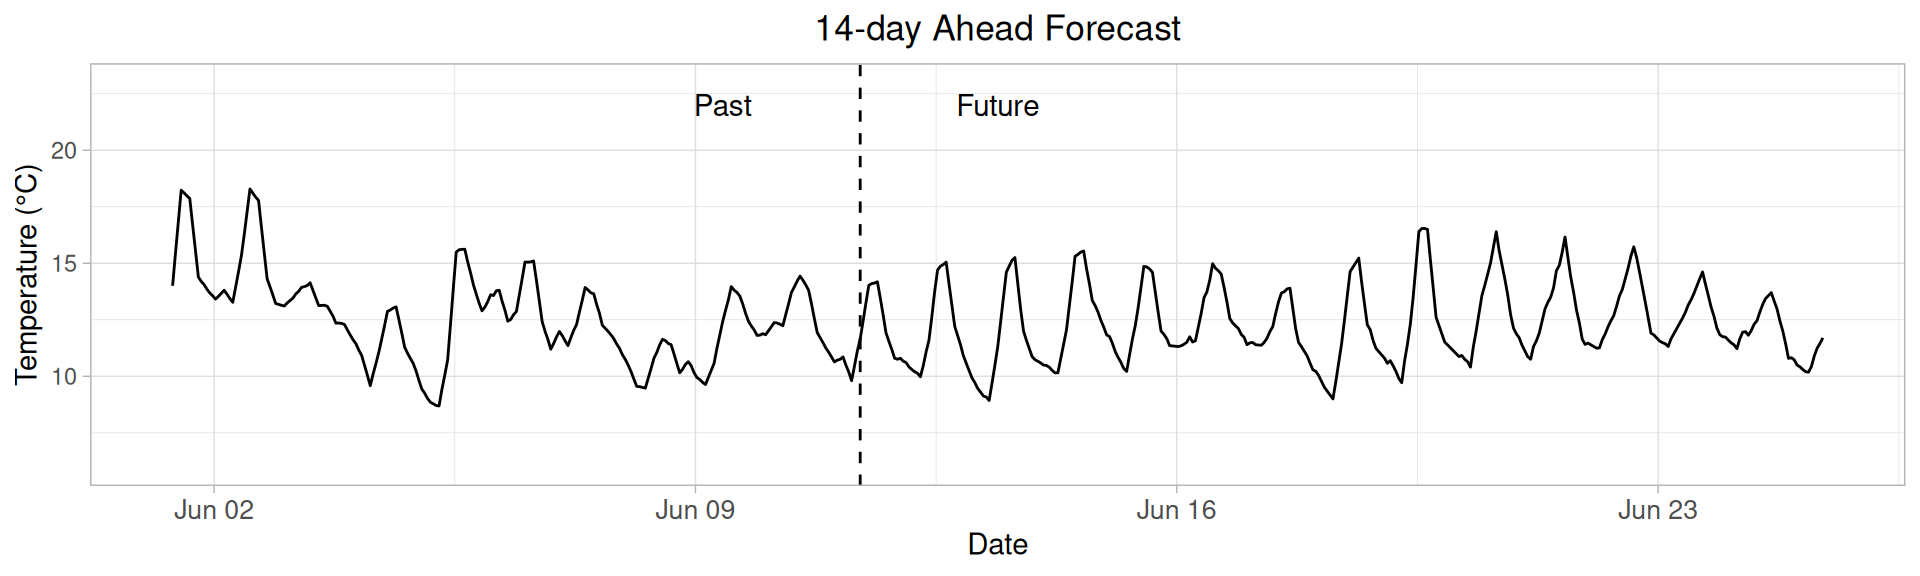 14-day Ahead Forecast
Past
Future
Temperature (°C)
20
15
10
Jun 02
Jun 09
Jun 16
Jun 23
Date